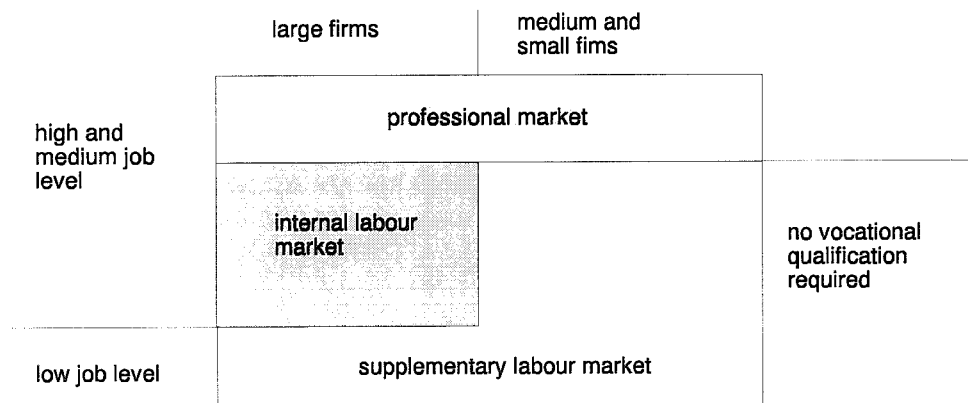 large firms
medium and
small fims
professional market
high and
medium job
level
internal labour
market
no vocational
qualification
required
low job level
supplementary labour market